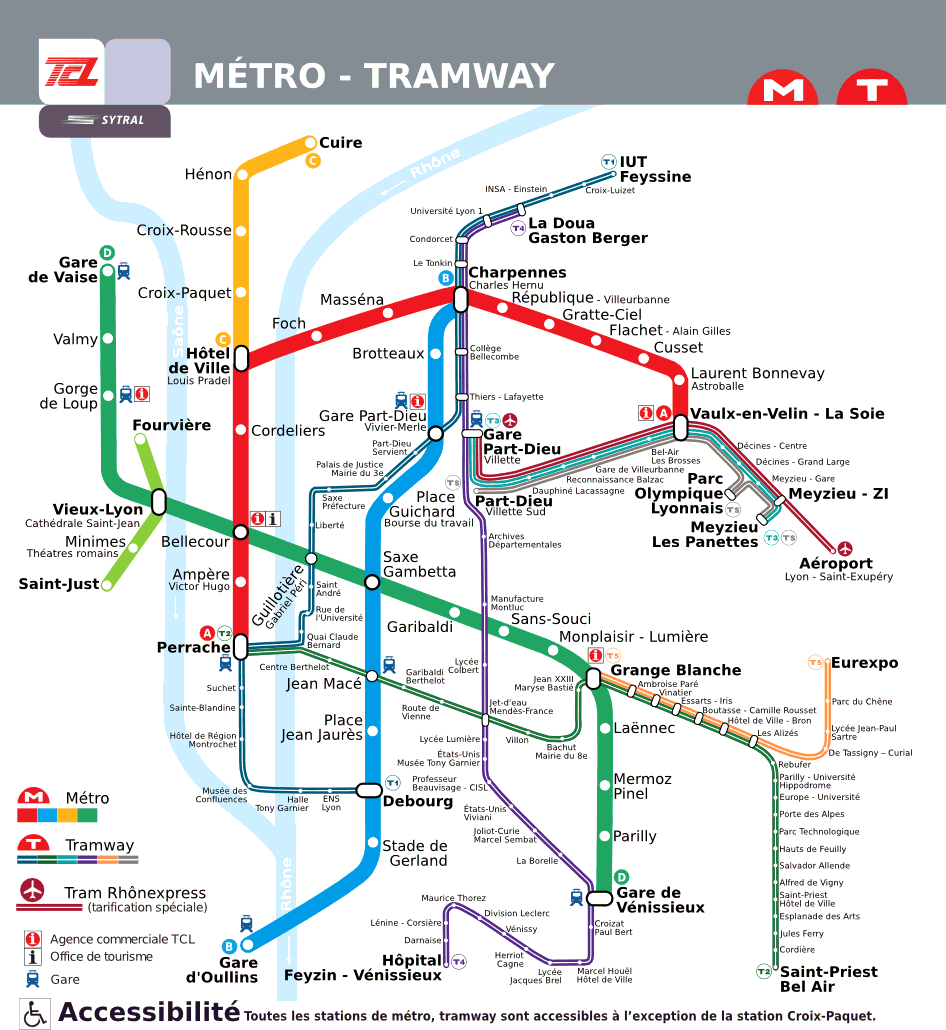 TCL
SYTRAL
MÉTRO - TRAMWAY
M
T
Rhône
Saône
Rhône
Cuire
C
Hénon
Croix-Rousse
Croix-Paquet
C
Hôtel
de Ville
Louis Pradel
D
Gare
de Vaise
Valmy
Gorge
de Loup
i
Fourvière
Vieux-Lyon
Cathédrale Saint-Jean
Minimes
Théatres romains
Saint-Just
Foch
Masséna
B
Charpennes
Charles Hernu
République - Villeurbanne
Gratte-Ciel
Flachet - Alain Gilles
Cusset
Laurent Bonnevay
Astroballe
i A
Vaulx-en-Velin - La Soie
T1
IUT
Feyssine
Croix-Luizet
INSA - Einstein
Université Lyon 1
T4
La Doua
Gaston Berger
Condorcet
Le Tonkin
Collège
Bellecombe
Thiers - Lafayette
Brotteaux
i
Gare Part-Dieu
Vivier-Merle
T3
Gare
Part-Dieu
Villette
T5
Part-Dieu
Villette Sud
Dauphiné Lacassagne
Reconnaissance Balzac
Gare de Villeurbanne
Bel-Air
Les Brosses
Décines - Centre
Décines - Grand Large
Meyzieu - Gare
Meyzieu - ZI
Parc
Olympique
Lyonnais
T5
Meyzieu
Les Panettes
T3 T5
Aéroport
Lyon - Saint-Exupéry
Part-Dieu
Servient
Palais de Justice
Mairie du 3e
Saxe
Préfecture
Liberté
Cordeliers
i i
Bellecour
Ampère
Victor Hugo
A T2
Perrache
Guillotière
Gabriel Péri
Saint
André
Rue de
l'Université
Quai Claude
Bernard
Centre Berthelot
Place
Guichard
Bourse du travail
Saxe
Gambetta
Garibaldi
Sans-Souci
Monplaisir - Lumière
i T5
Grange Blanche
Archives
Départementales
Manufacture
Montluc
Lycée
Colbert
Jet-d'eau
Mendès-France
Lycée Lumière
États-Unis
Musée Tony Garnier
Professeur
Beauvisage - CISL
États-Unis
Viviani
Joliot-Curie
Marcel Sembat
La Borelle
Jean Macé
Garibaldi
Berthelot
Route de
Vienne
Villon
Bachut
Mairie du 8e
Jean XXIII
Maryse Bastié
Ambroise Paré
Vinatier
Essarts - Iris
Boutasse - Camille Rousset
Hôtel de Ville - Bron
Les Alizés
T5
Eurexpo
Parc du Chêne
Lycée Jean-Paul
Sartre
De Tassigny – Curial
Rebufer
Parilly - Université
Hippodrome
Europe - Université
Porte des Alpes
Parc Technologique
Hauts de Feuilly
Salvador Allende
Alfred de Vigny
Saint-Priest
Hôtel de Ville
Esplanade des Arts
Jules Ferry
Cordière
T2
Saint-Priest
Bel Air
Suchet
Sainte-Blandine
Hôtel de Région
Montrochet
Musée des
Confluences
Halle
Tony Garnier
ENS
Lyon
T1
Debourg
Place
Jean Jaurès
Stade de
Gerland
B
Gare
d'Oullins
Laënnec
Mermoz
Pinel
Parilly
D
Gare de
Vénissieux
Croizat
Paul Bert
Marcel Houël
Hôtel de Ville
Lycée
Jacques Brel
Herriot
Cagne
Vénissy
Division Leclerc
Maurice Thorez
Lénine - Corsière
Darnaise
Hôpital
Feyzin - Vénissieux
T4
M Métro
T Tramway
Tram Rhônexpress
(tarification spéciale)
i Agence commerciale TCL
i Office de tourisme
Gare
Accessibilité Toutes les stations de métro, tramway sont accessibles à l’exception de la station Croix-Paquet.